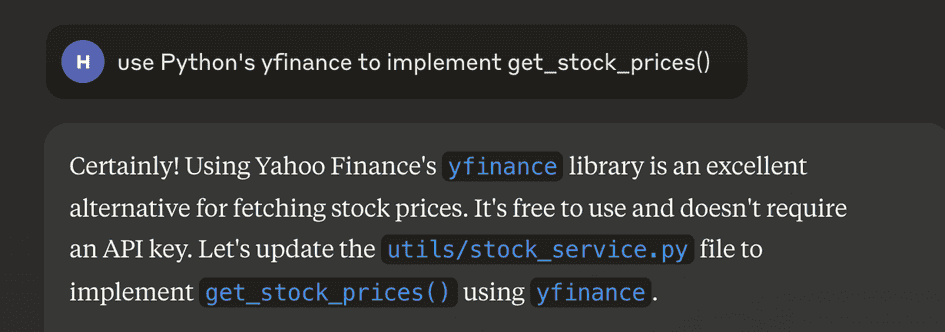 H use Python's yfinance to implement get_stock_prices()
Certainly! Using Yahoo Finance's yfinance library is an excellent
alternative for fetching stock prices. It's free to use and doesn't require
an API key. Let's update the utils/stock_service.py file to
implement get_stock_prices() using yfinance.